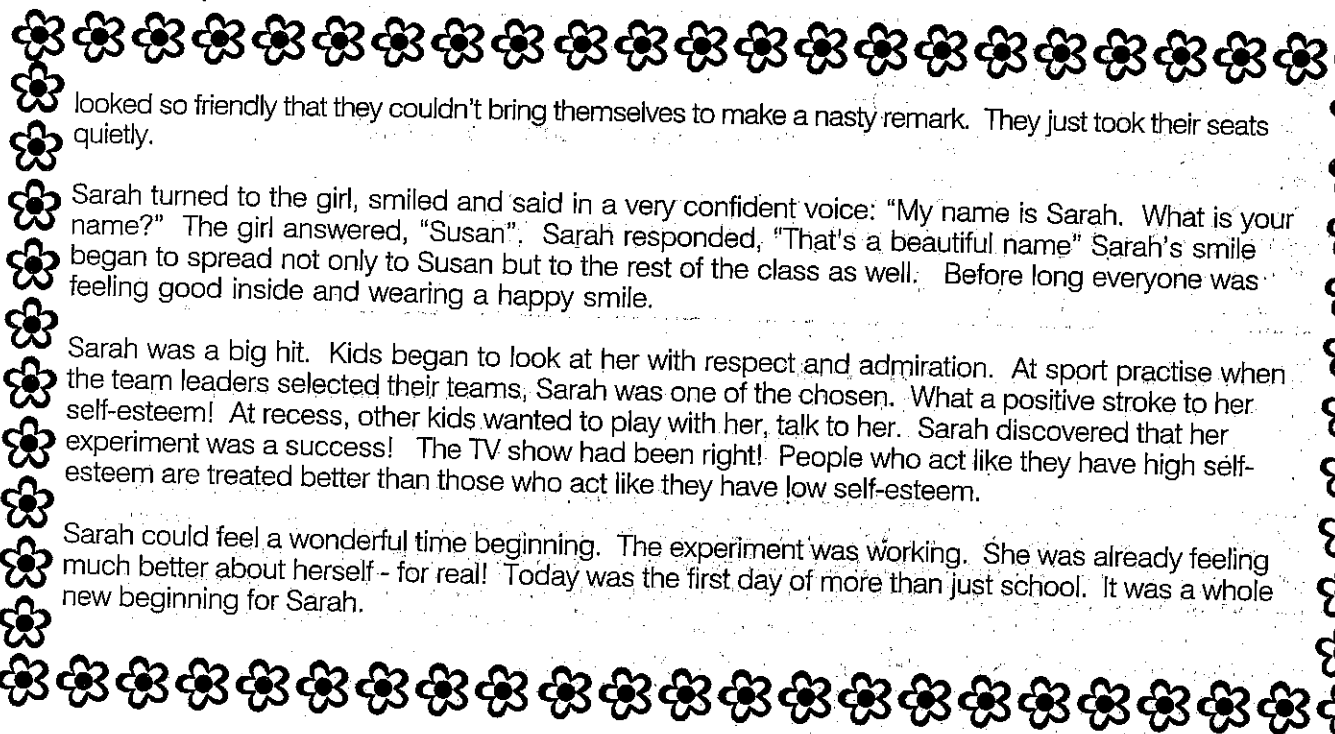 looked so friendly that they couldn't bring themselves to make a nasty remark. They just took their seats
quietly.
Sarah turned to the girl, smiled and said in a very confident voice: "My name is Sarah. What is your
name?" The girl answered, "Susan". Sarah responded, "That's a beautiful name" Sarah's smile
began to spread not only to Susan but to the rest of the class as well. Before long everyone was
feeling good inside and wearing a happy smile.
Sarah was a big hit. Kids began to look at her with respect and admiration. At sport practise when
the team leaders selected their teams, Sarah was one of the chosen. What a positive stroke to her
self-esteem! At recess, other kids wanted to play with her, talk to her. Sarah discovered that her
experiment was a success! The TV show had been right! People who act like they have high self-
esteem are treated better than those who act like they have low self-esteem.
Sarah could feel a wonderful time beginning. The experiment was working. She was already feeling
much better about herself - for real! Today was the first day of more than just school. It was a whole
new beginning for Sarah.